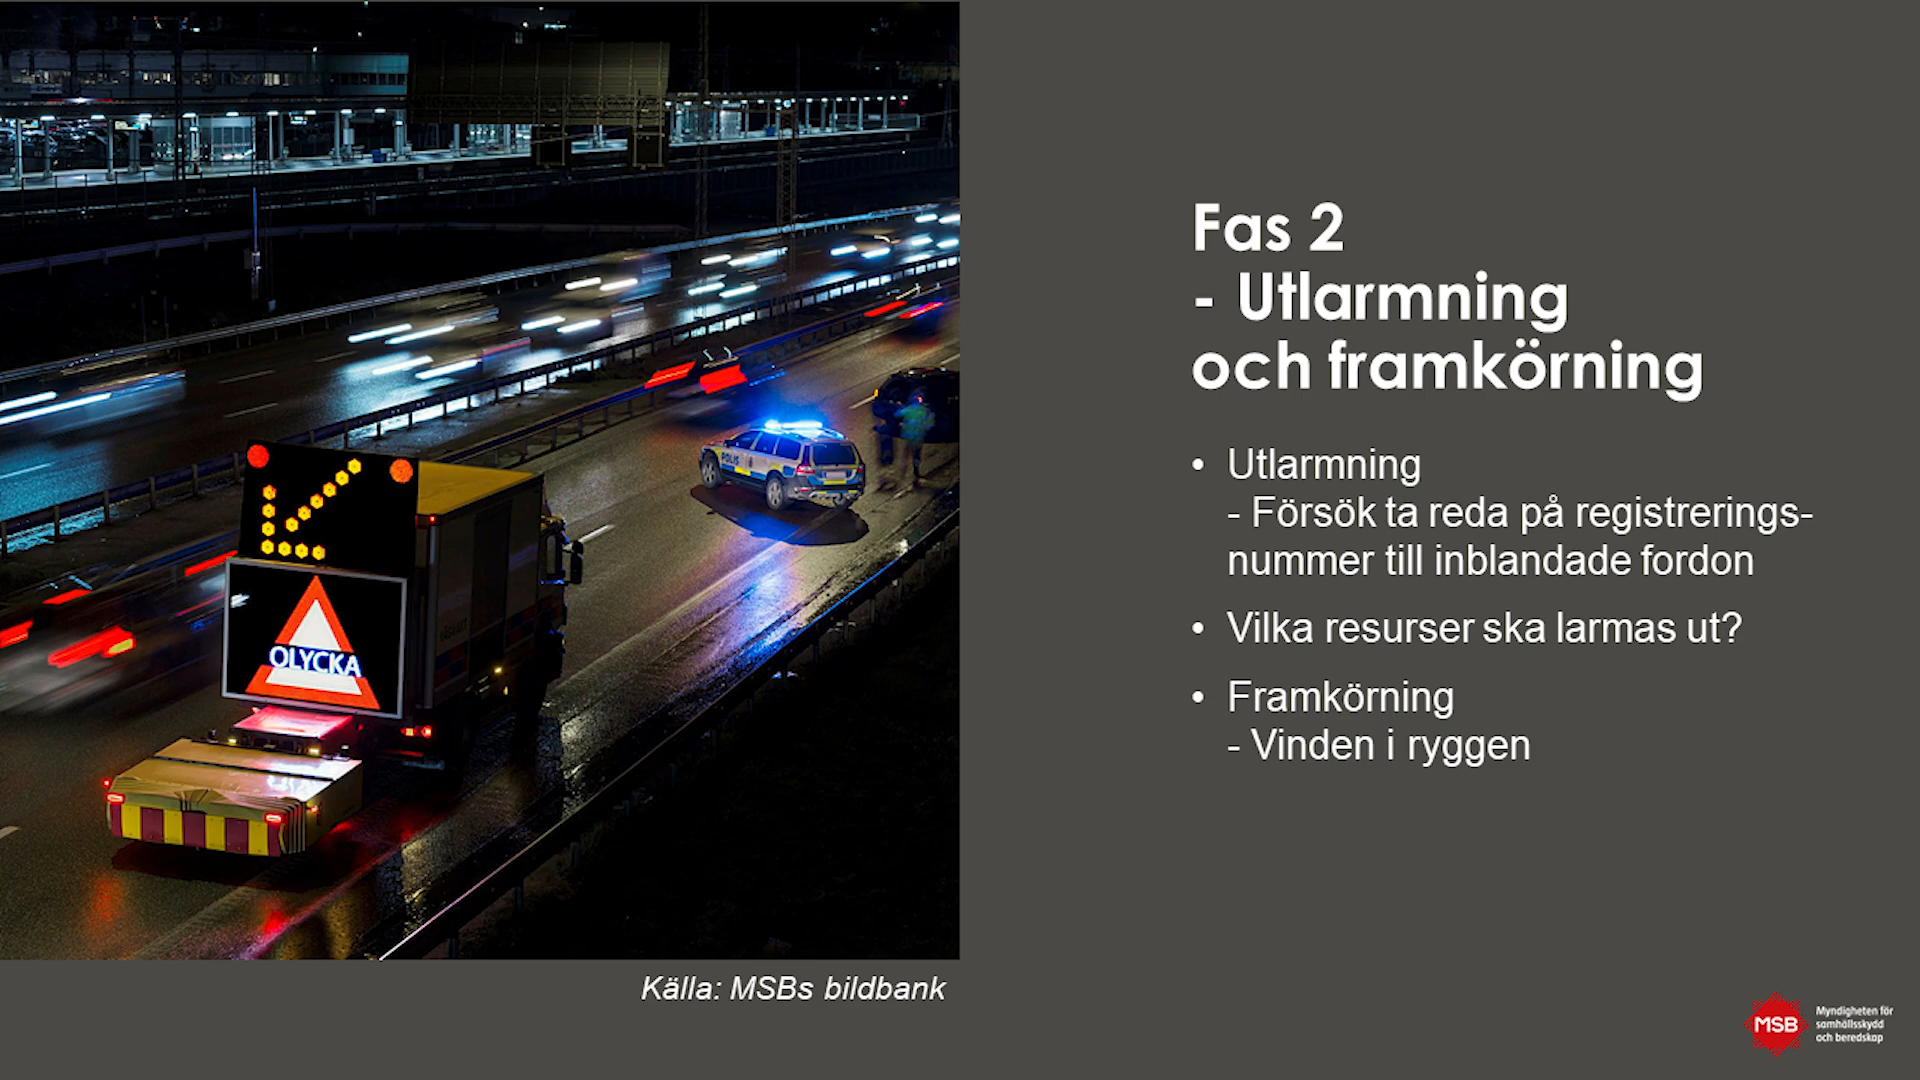 OLYCKA
POLIS
Fas 2
- Utlarmning
och framkörning
• Utlarmning
- Försök ta reda på registrerings-
nummer till inblandade fordon
• Vilka resurser ska larmas ut?
• Framkörning
- Vinden i ryggen
Källa: MSBs bildbank
MSB
Myndigheten för
samhällsskydd
och beredskap